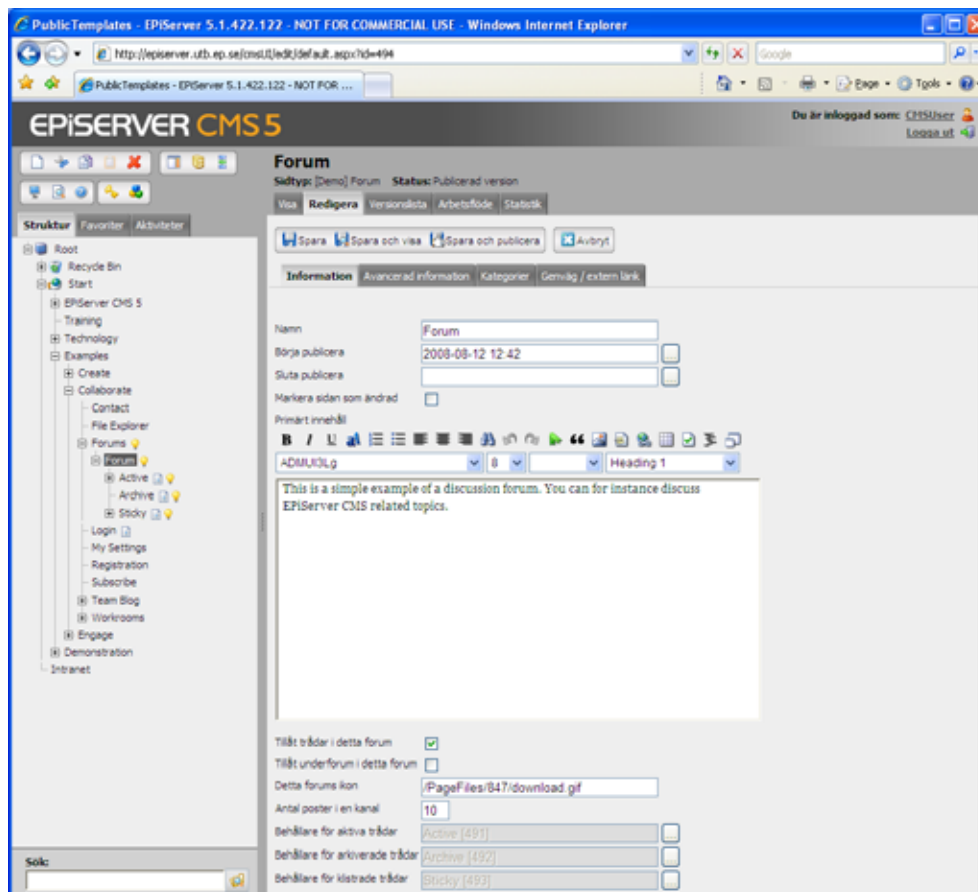 PublicTemplates - EPiServer 5.1.422.122 - NOT FOR COMMERCIAL USE - Windows Internet Explorer
http://episerver.utb.ep.se/cmsUI/edit/default.aspx?id=494
Google
PublicTemplates - EPiServer 5.1.422.122 - NOT FOR ...
Page
Tools
EPiSERVER CMS 5
Du är inloggad som: CMSUser
Logga ut
Struktur Favoriter Aktiviteter
Root
Recycle Bin
Start
EPiServer CMS 5
Training
Technology
Examples
Create
Collaborate
Contact
File Explorer
Forums
Forum
Active
Archive
Sticky
Login
My Settings
Registration
Subscribe
Team Blog
Workrooms
Engage
Demonstration
Intranet
Sök:
Forum
Sidtyp: [Demo] Forum Status: Publicerad version
Visa Redigera Versionslista Arbetsflöde Statistik
Spara Spara och visa Spara och publicera Avbryt
Information Avancerad information Kategorier Genväg / extern länk
Namn Forum
Börja publicera 2008-08-12 12:42 ...
Sluta publicera ...
Markera sidan som ändrad
Primärt innehåll
B I U
ADMUI3Lg 8 Heading 1
This is a simple example of a discussion forum. You can for instance discuss
EPiServer CMS related topics.
Tillåt trådar i detta forum
Tillåt underforum i detta forum
Detta forums ikon /PageFiles/847/download.gif
Antal poster i en kanal 10
Behållare för aktiva trådar Active [491] ...
Behållare för arkiverade trådar Archive [492] ...
Behållare för klistrade trådar Sticky [493] ...